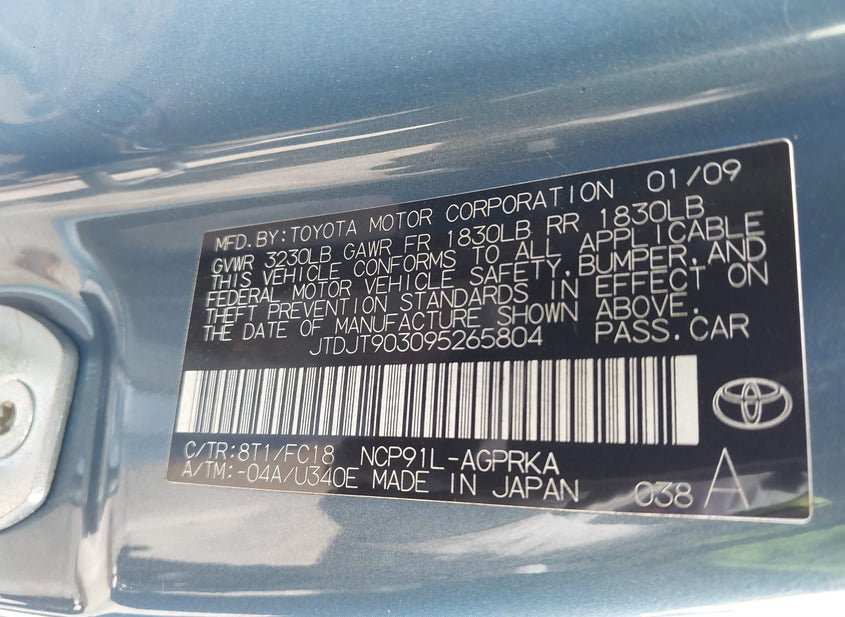 MFD. BY: TOYOTA MOTOR CORPORATION 01/09
GVWR 3230LB GAWR FR 1830LB RR 1830LB
THIS VEHICLE CONFORMS TO ALL APPLICABLE
FEDERAL MOTOR VEHICLE SAFETY, BUMPER, AND
THEFT PREVENTION STANDARDS IN EFFECT ON
THE DATE OF MANUFACTURE SHOWN ABOVE.
JTDJT903095265804 PASS. CAR
C/TR:8T1/FC18 NCP91L-AGPRKA
A/TM:-04A/U340E MADE IN JAPAN 038 A